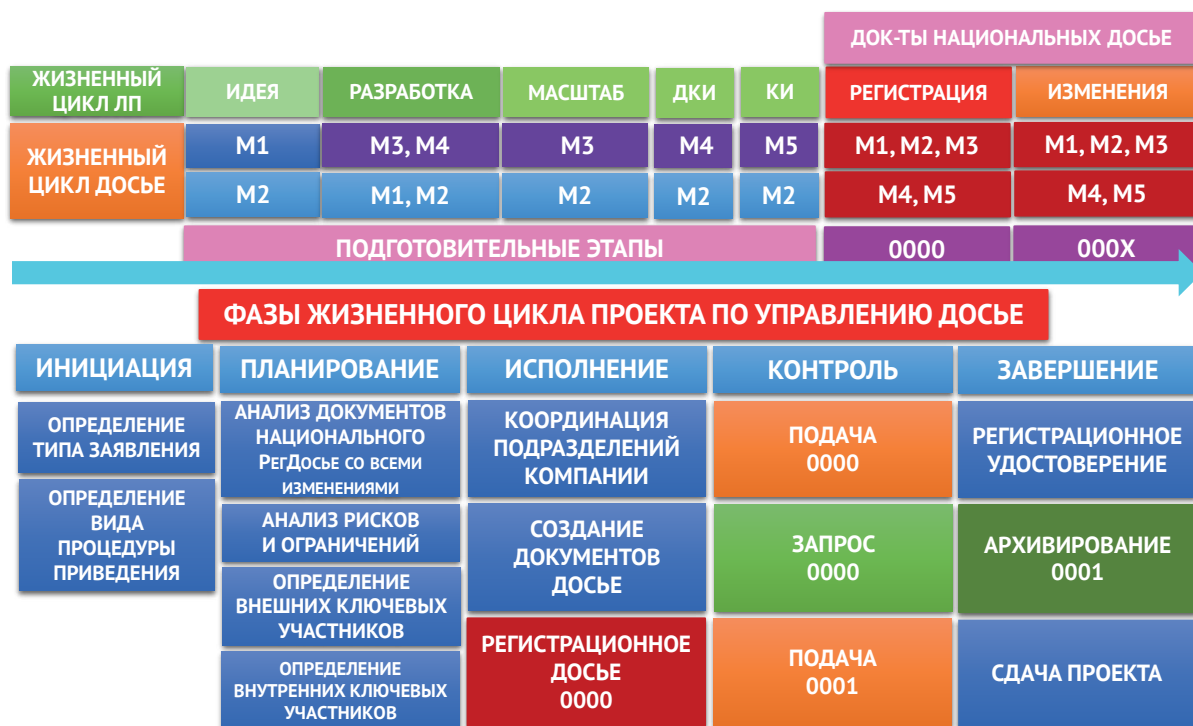 ДОК-ТЫ НАЦИОНАЛЬНЫХ ДОСЬЕ
ЖИЗНЕННЫЙ
ЦИКЛ ЛП
ИДЕЯ
РАЗРАБОТКА
МАСШТАБ
ДКИ
КИ
РЕГИСТРАЦИЯ
ИЗМЕНЕНИЯ
ЖИЗНЕННЫЙ
ЦИКЛ ДОСЬЕ
М1
М3, М4
М3
М4
М5
М1, М2, М3
М1, М2, М3
М2
М1, М2
М2
М2
М2
М4, М5
М4, М5
ПОДГОТОВИТЕЛЬНЫЕ ЭТАПЫ
0000
000Х
ФАЗЫ ЖИЗНЕННОГО ЦИКЛА ПРОЕКТА ПО УПРАВЛЕНИЮ ДОСЬЕ
ИНИЦИАЦИЯ
ПЛАНИРОВАНИЕ
ИСПОЛНЕНИЕ
КОНТРОЛЬ
ЗАВЕРШЕНИЕ
ОПРЕДЕЛЕНИЕ
ТИПА ЗАЯВЛЕНИЯ
ОПРЕДЕЛЕНИЕ
ВИДА
ПРОЦЕДУРЫ
ПРИВЕДЕНИЯ
АНАЛИЗ ДОКУМЕНТОВ
НАЦИОНАЛЬНОГО
РЕГДОСЬЕ СО ВСЕМИ
ИЗМЕНЕНИЯМИ
АНАЛИЗ РИСКОВ
И ОГРАНИЧЕНИЙ
ОПРЕДЕЛЕНИЕ
ВНЕШНИХ КЛЮЧЕВЫХ
УЧАСТНИКОВ
ОПРЕДЕЛЕНИЕ
ВНУТРЕННИХ КЛЮЧЕВЫХ
УЧАСТНИКОВ
КООРДИНАЦИЯ
ПОДРАЗДЕЛЕНИЙ
КОМПАНИИ
СОЗДАНИЕ
ДОКУМЕНТОВ
ДОСЬЕ
РЕГИСТРАЦИОННОЕ
ДОСЬЕ
0000
ПОДАЧА
0000
ЗАПРОС
0000
ПОДАЧА
0001
РЕГИСТРАЦИОННОЕ
УДОСТОВЕРЕНИЕ
АРХИВИРОВАНИЕ
0001
СДАЧА ПРОЕКТА